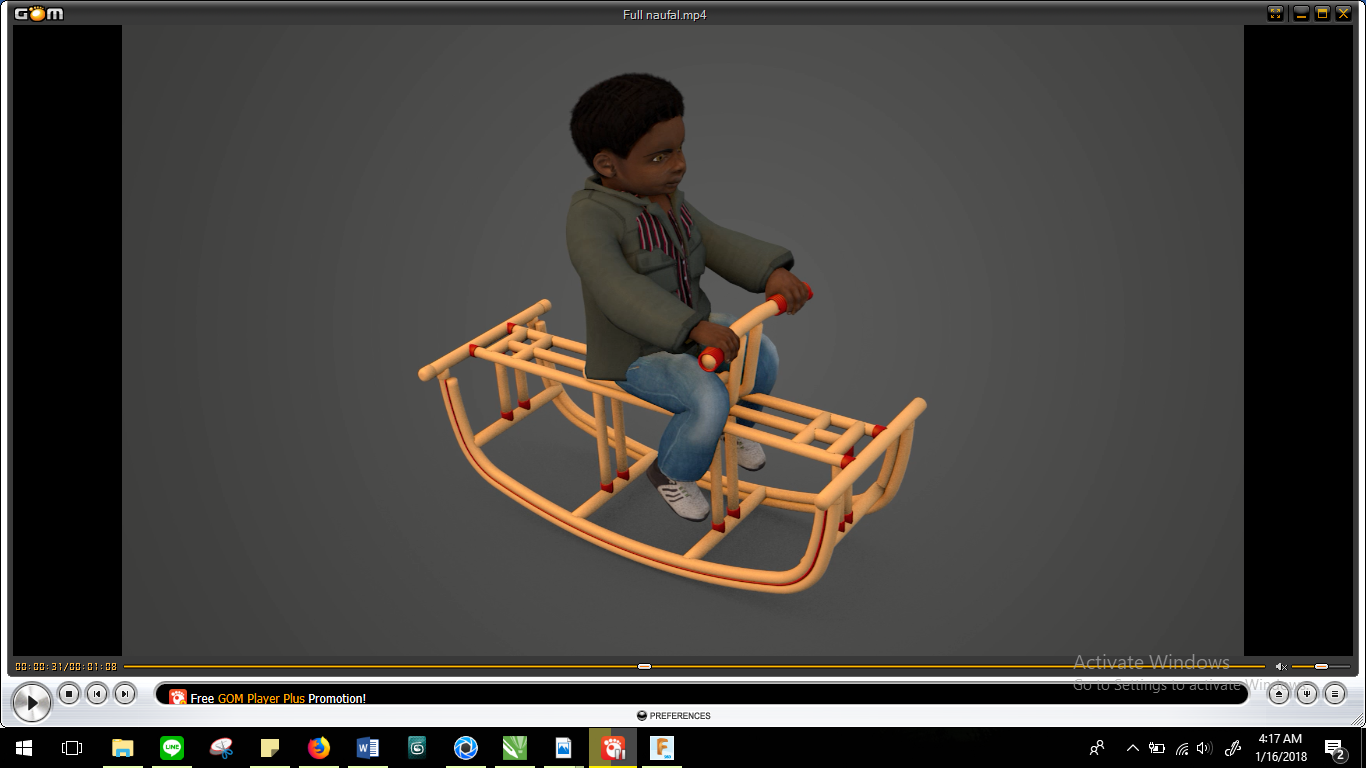 GOM
Full naufal.mp4
00:00:31/00:01:08
Activate Windows
Go to Settings to activate Windows.
Free GOM Player Plus Promotion!
PREFERENCES
LINE
4:17 AM
1/16/2018
2